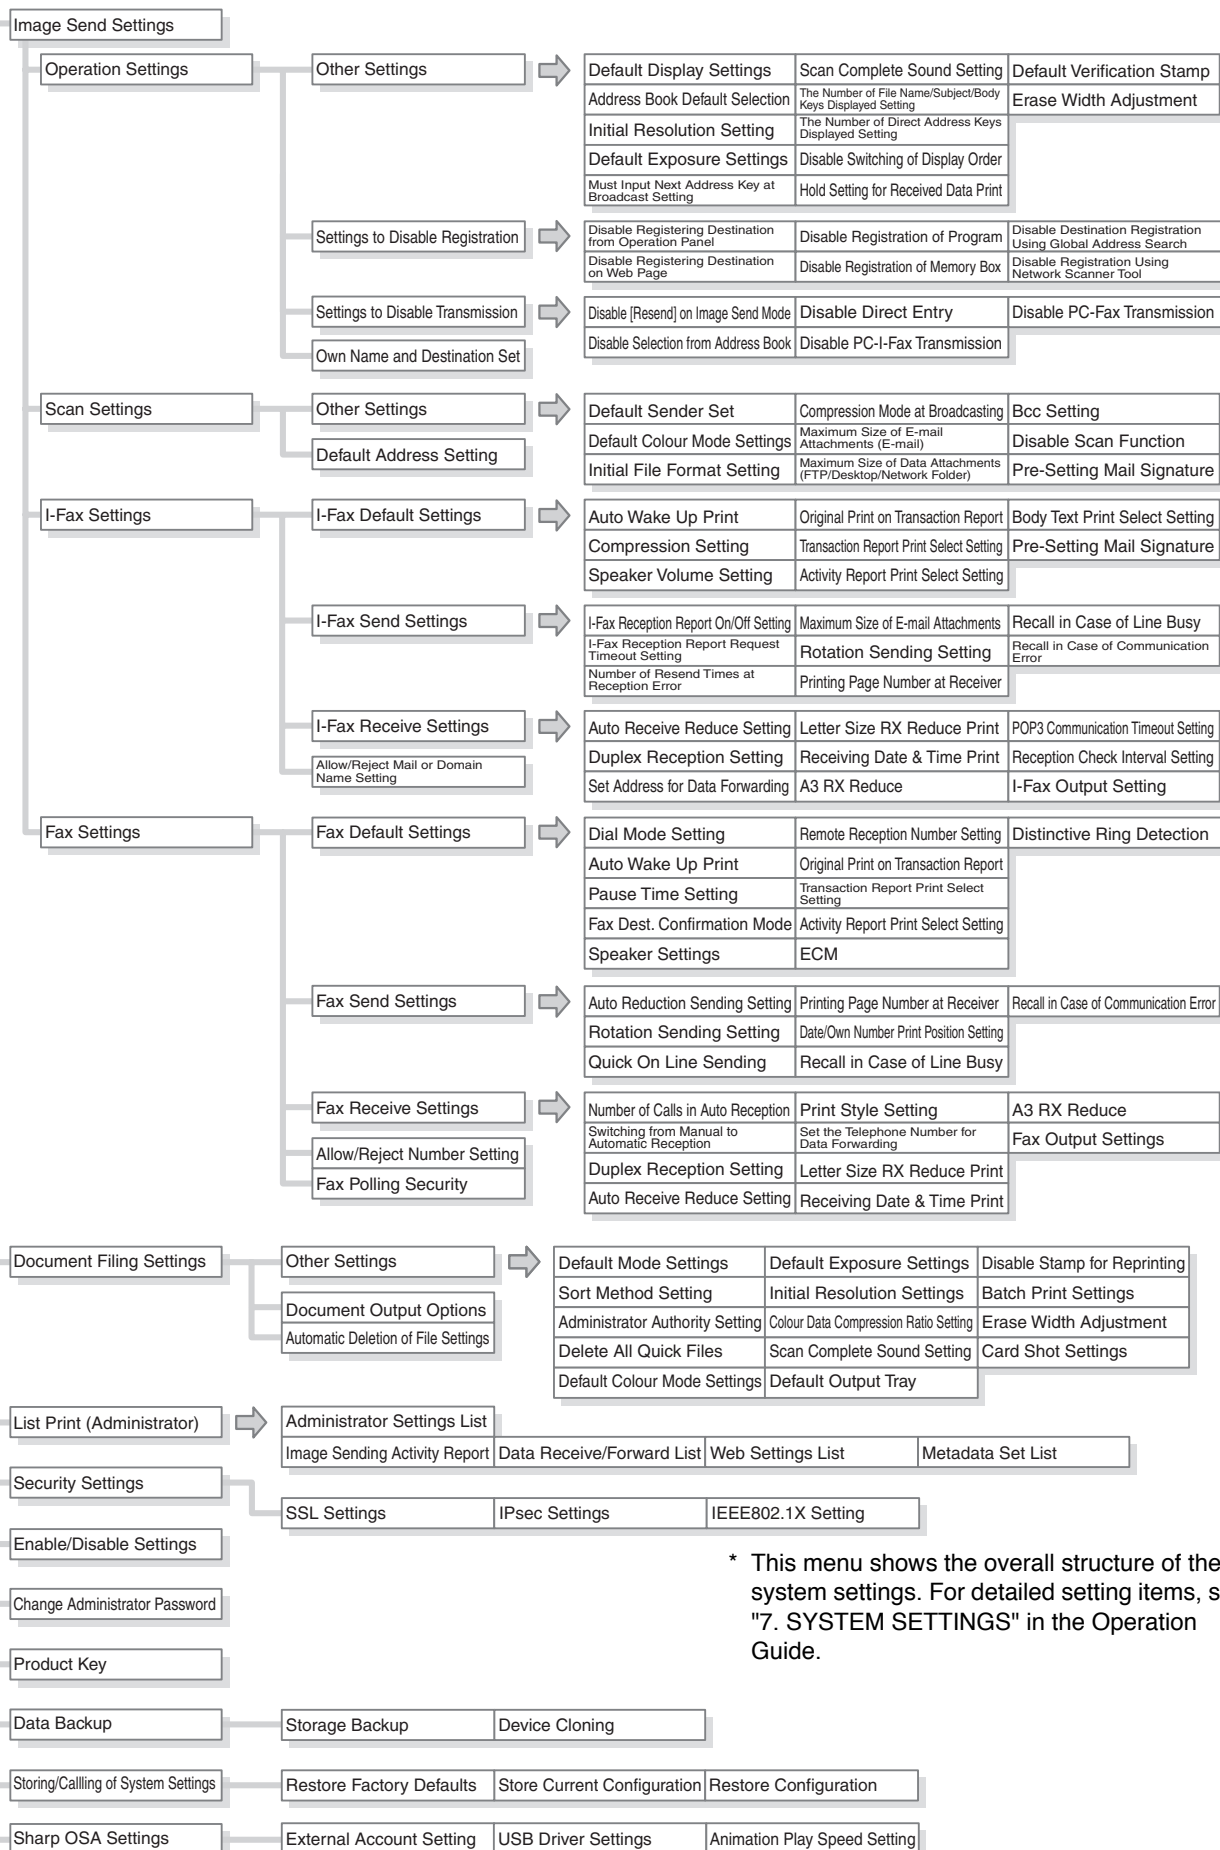 Image Send Settings
Operation Settings
Other Settings
Default Display Settings
Scan Complete Sound Setting
Default Verification Stamp
Address Book Default Selection
The Number of File Name/Subject/Body
Keys Displayed Setting
Erase Width Adjustment
Initial Resolution Setting
The Number of Direct Address Keys
Displayed Setting
Default Exposure Settings
Disable Switching of Display Order
Must Input Next Address Key at
Broadcast Setting
Hold Setting for Received Data Print
Settings to Disable Registration
Disable Registering Destination
from Operation Panel
Disable Registration of Program
Disable Destination Registration
Using Global Address Search
Disable Registering Destination
on Web Page
Disable Registration of Memory Box
Disable Registration Using
Network Scanner Tool
Settings to Disable Transmission
Disable [Resend] on Image Send Mode
Disable Direct Entry
Disable PC-Fax Transmission
Disable Selection from Address Book
Disable PC-I-Fax Transmission
Own Name and Destination Set
Scan Settings
Other Settings
Default Sender Set
Compression Mode at Broadcasting
Bcc Setting
Default Colour Mode Settings
Maximum Size of E-mail
Attachments (E-mail)
Disable Scan Function
Default Address Setting
Initial File Format Setting
Maximum Size of Data Attachments
(FTP/Desktop/Network Folder)
Pre-Setting Mail Signature
I-Fax Settings
I-Fax Default Settings
Auto Wake Up Print
Original Print on Transaction Report
Body Text Print Select Setting
Compression Setting
Transaction Report Print Select Setting
Pre-Setting Mail Signature
Speaker Volume Setting
Activity Report Print Select Setting
I-Fax Send Settings
I-Fax Reception Report On/Off Setting
Maximum Size of E-mail Attachments
Recall in Case of Line Busy
I-Fax Reception Report Request
Timeout Setting
Rotation Sending Setting
Recall in Case of Communication
Error
Number of Resend Times at
Reception Error
Printing Page Number at Receiver
I-Fax Receive Settings
Auto Receive Reduce Setting
Letter Size RX Reduce Print
POP3 Communication Timeout Setting
Duplex Reception Setting
Receiving Date & Time Print
Reception Check Interval Setting
Allow/Reject Mail or Domain
Name Setting
Set Address for Data Forwarding
A3 RX Reduce
I-Fax Output Setting
Fax Settings
Fax Default Settings
Dial Mode Setting
Remote Reception Number Setting
Distinctive Ring Detection
Auto Wake Up Print
Original Print on Transaction Report
Pause Time Setting
Transaction Report Print Select
Setting
Fax Dest. Confirmation Mode
Activity Report Print Select Setting
Speaker Settings
ECM
Fax Send Settings
Auto Reduction Sending Setting
Printing Page Number at Receiver
Recall in Case of Communication Error
Rotation Sending Setting
Date/Own Number Print Position Setting
Quick On Line Sending
Recall in Case of Line Busy
Fax Receive Settings
Number of Calls in Auto Reception
Print Style Setting
A3 RX Reduce
Switching from Manual to
Automatic Reception
Set the Telephone Number for
Data Forwarding
Fax Output Settings
Allow/Reject Number Setting
Duplex Reception Setting
Letter Size RX Reduce Print
Fax Polling Security
Auto Receive Reduce Setting
Receiving Date & Time Print
Document Filing Settings
Other Settings
Default Mode Settings
Default Exposure Settings
Disable Stamp for Reprinting
Sort Method Setting
Initial Resolution Settings
Batch Print Settings
Document Output Options
Administrator Authority Setting
Colour Data Compression Ratio Setting
Erase Width Adjustment
Automatic Deletion of File Settings
Delete All Quick Files
Scan Complete Sound Setting
Card Shot Settings
Default Colour Mode Settings
Default Output Tray
List Print (Administrator)
Administrator Settings List
Image Sending Activity Report
Data Receive/Forward List
Web Settings List
Metadata Set List
Security Settings
SSL Settings
IPsec Settings
IEEE802.1X Setting
Enable/Disable Settings
* This menu shows the overall structure of the
system settings. For detailed setting items, s
"7. SYSTEM SETTINGS" in the Operation
Guide.
Change Administrator Password
Product Key
Data Backup
Storage Backup
Device Cloning
Storing/Callling of System Settings
Restore Factory Defaults
Store Current Configuration
Restore Configuration
Sharp OSA Settings
External Account Setting
USB Driver Settings
Animation Play Speed Setting